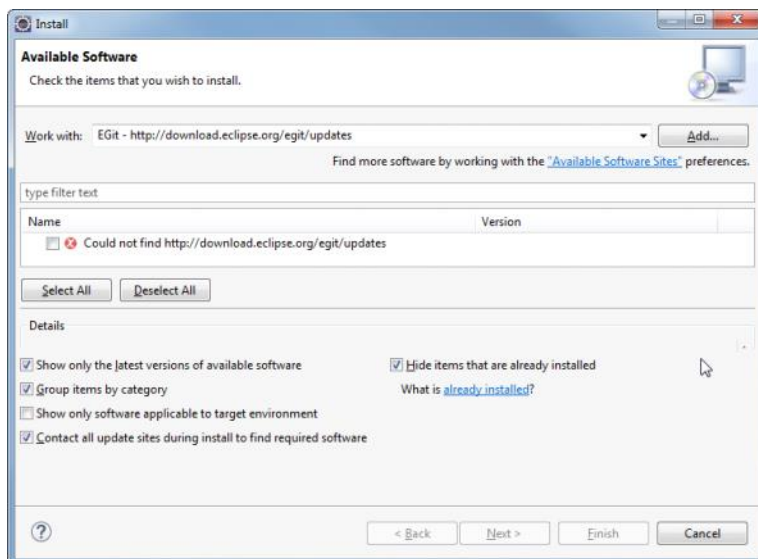 Install
Available Software
Check the items that you wish to install.
Work with: EGit - http://download.eclipse.org/egit/updates Add...
Find more software by working with the "Available Software Sites" preferences.
type filter text
Name Version
Could not find http://download.eclipse.org/egit/updates
Select All Deselect All
Details
Show only the latest versions of available software Hide items that are already installed
Group items by category What is already installed?
Show only software applicable to target environment
Contact all update sites during install to find required software
? < Back Next > Finish Cancel